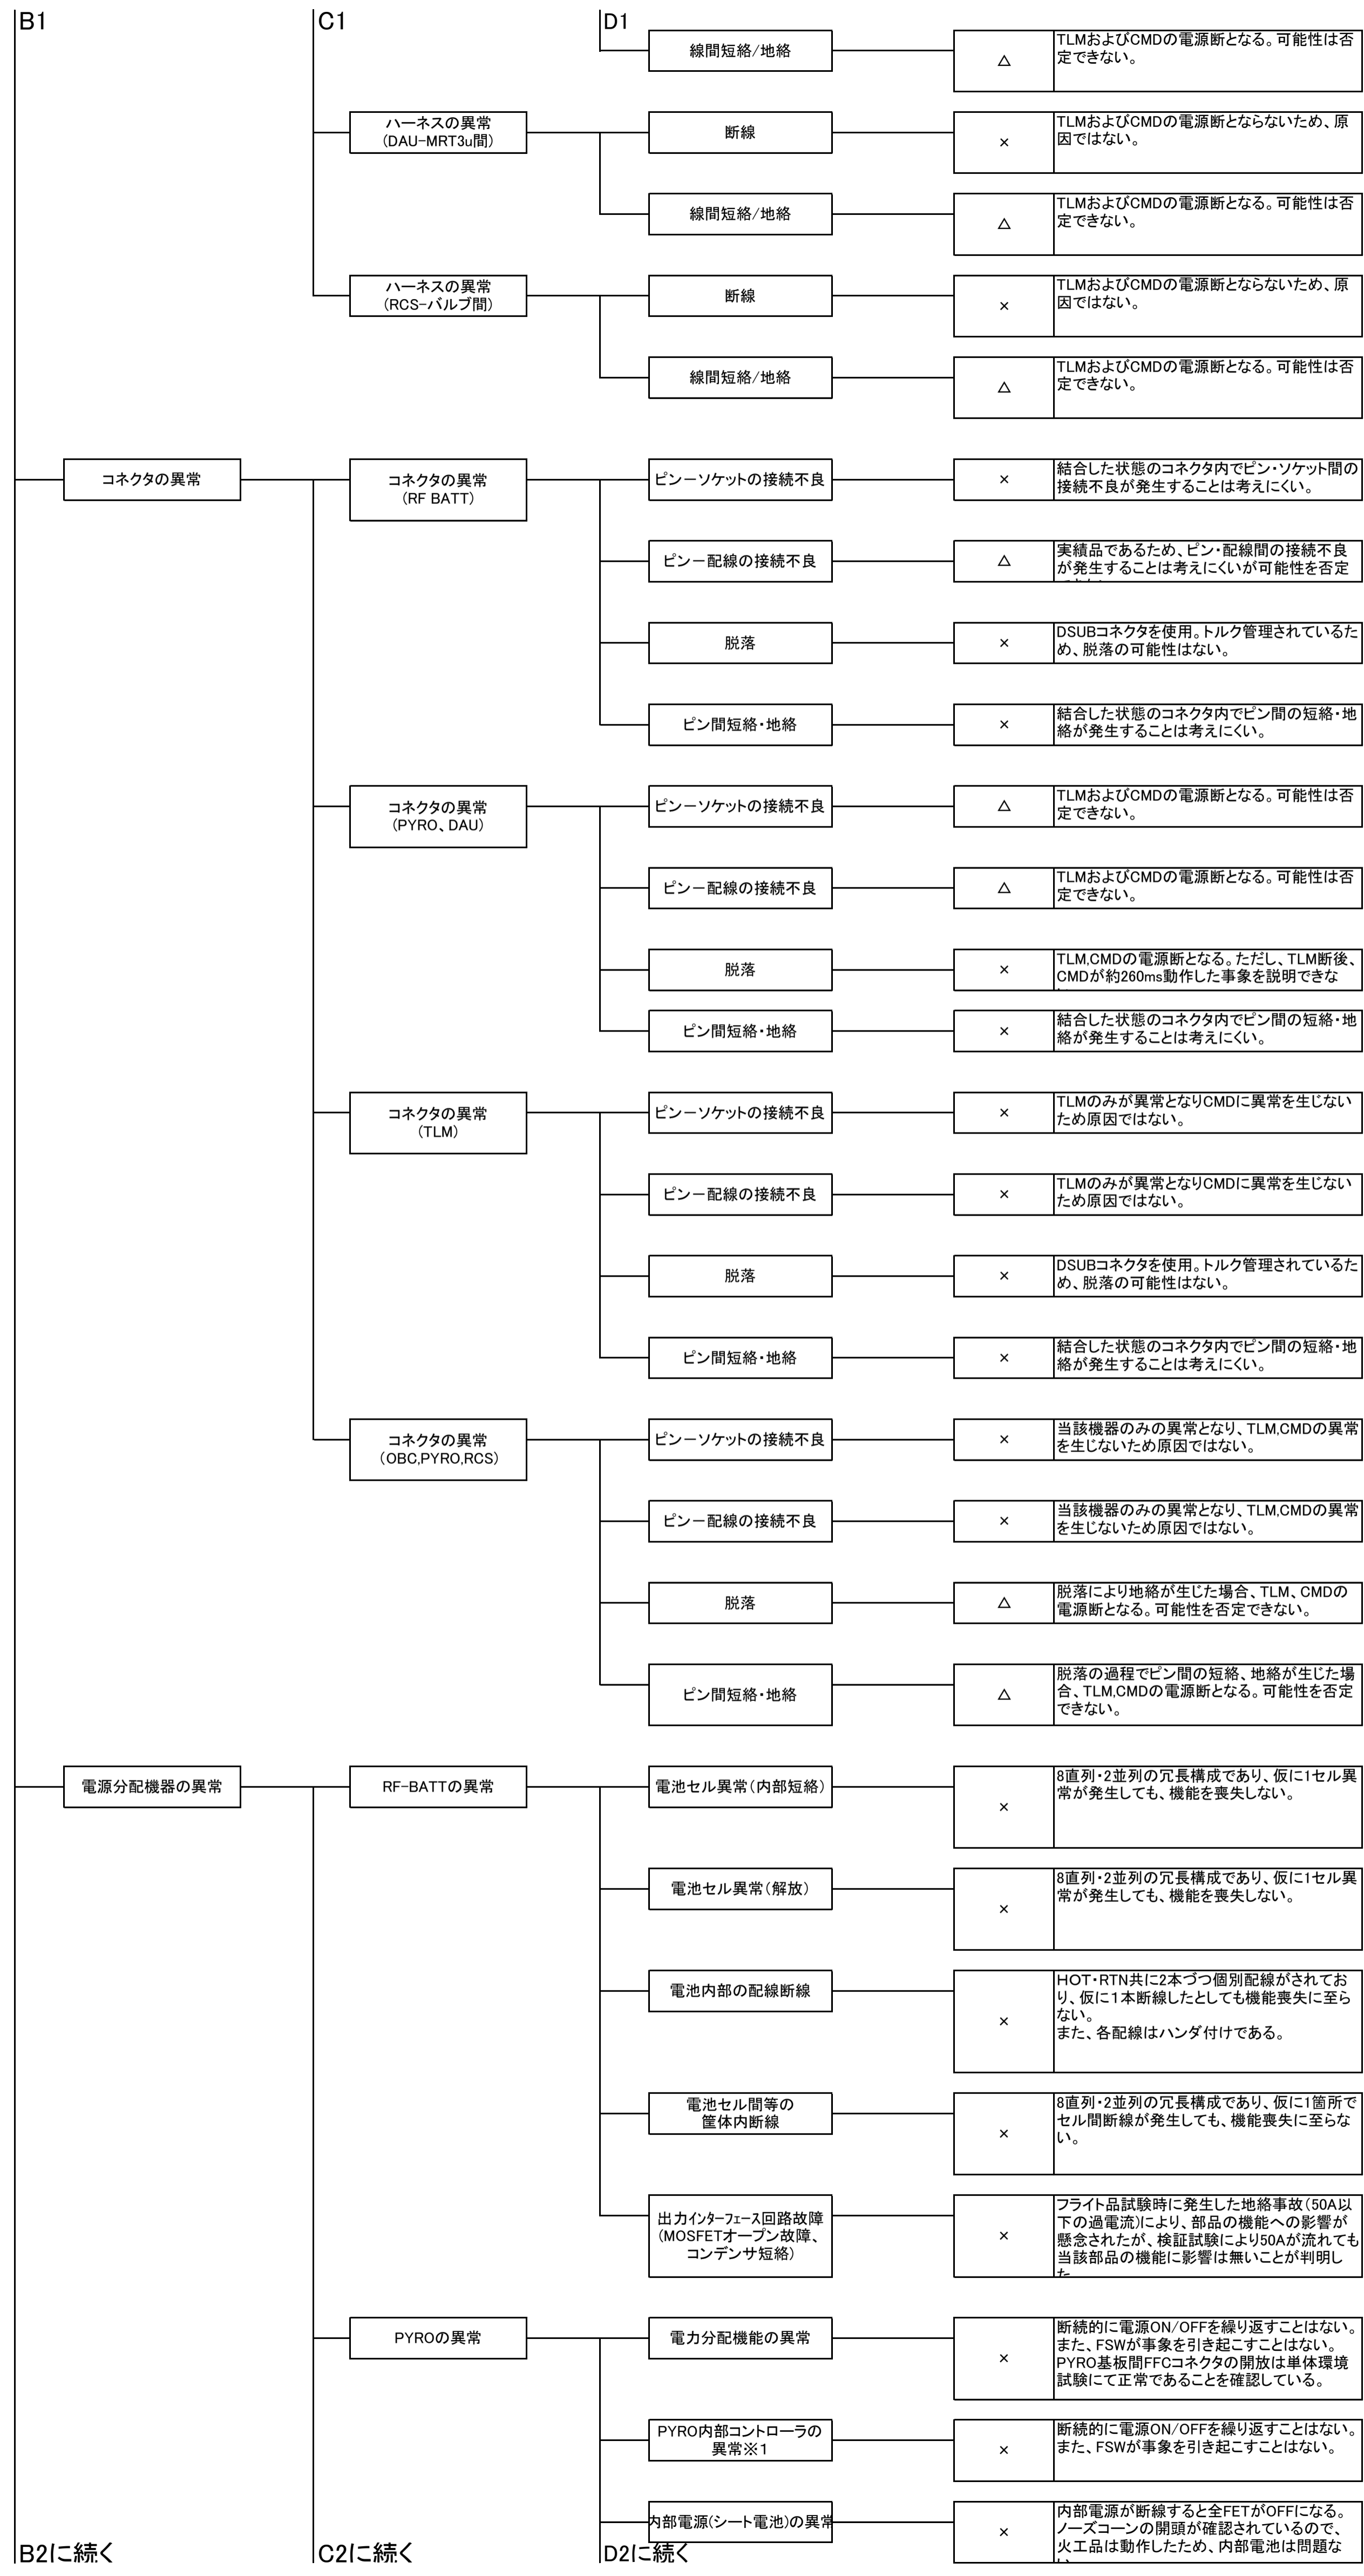 B1
C1
D1
線間短絡/地絡
△
TLMおよびCMDの電源断となる。可能性は否
定できない。
ハーネスの異常
(DAU-MRT3u間)
断線
×
TLMおよびCMDの電源断とならないため、原
因ではない。
線間短絡/地絡
△
TLMおよびCMDの電源断となる。可能性は否
定できない。
ハーネスの異常
(RCS-バルブ間)
断線
×
TLMおよびCMDの電源断とならないため、原
因ではない。
線間短絡/地絡
△
TLMおよびCMDの電源断となる。可能性は否
定できない。
コネクタの異常
コネクタの異常
(RF BATT)
ピン－ソケットの接続不良
×
結合した状態のコネクタ内でピン・ソケット間の
接続不良が発生することは考えにくい。
ピン－配線の接続不良
△
実績品であるため、ピン・配線間の接続不良
が発生することは考えにくいが可能性を否定
脱落
×
DSUBコネクタを使用。トルク管理されているた
め、脱落の可能性はない。
ピン間短絡・地絡
×
結合した状態のコネクタ内でピン間の短絡・地
絡が発生することは考えにくい。
コネクタの異常
(PYRO、DAU)
ピン－ソケットの接続不良
△
TLMおよびCMDの電源断となる。可能性は否
定できない。
ピン－配線の接続不良
△
TLMおよびCMDの電源断となる。可能性は否
定できない。
脱落
×
TLM,CMDの電源断となる。ただし、TLM断後、
CMDが約260ms動作した事象を説明できな
ピン間短絡・地絡
×
結合した状態のコネクタ内でピン間の短絡・地
絡が発生することは考えにくい。
コネクタの異常
(TLM)
ピン－ソケットの接続不良
×
TLMのみが異常となりCMDに異常を生じない
ため原因ではない。
ピン－配線の接続不良
×
TLMのみが異常となりCMDに異常を生じない
ため原因ではない。
脱落
×
DSUBコネクタを使用。トルク管理されているた
め、脱落の可能性はない。
ピン間短絡・地絡
×
結合した状態のコネクタ内でピン間の短絡・地
絡が発生することは考えにくい。
コネクタの異常
(OBC,PYRO,RCS)
ピン－ソケットの接続不良
×
当該機器のみの異常となり、TLM,CMDの異常
を生じないため原因ではない。
ピン－配線の接続不良
×
当該機器のみの異常となり、TLM,CMDの異常
を生じないため原因ではない。
脱落
△
脱落により地絡が生じた場合、TLM、CMDの
電源断となる。可能性を否定できない。
ピン間短絡・地絡
△
脱落の過程でピン間の短絡、地絡が生じた場
合、TLM,CMDの電源断となる。可能性を否定
できない。
電源分配機器の異常
RF-BATTの異常
電池セル異常（内部短絡）
×
8直列・2並列の冗長構成であり、仮に1セル異
常が発生しても、機能を喪失しない。
電池セル異常（解放）
×
8直列・2並列の冗長構成であり、仮に1セル異
常が発生しても、機能を喪失しない。
電池内部の配線断線
×
HOT・RTN共に2本づつ個別配線がされてお
り、仮に１本断線したとしても機能喪失に至ら
ない。
また、各配線はハンダ付けである。
電池セル間等の
筐体内断線
×
8直列・2並列の冗長構成であり、仮に1箇所で
セル間断線が発生しても、機能喪失に至らな
い。
出力ｲﾝﾀｰﾌｪｰｽ回路故障
(MOSFETオープン故障、
コンデンサ短絡)
×
フライト品試験時に発生した地絡事故（50A以
下の過電流）により、部品の機能への影響が
懸念されたが、検証試験により50Aが流れても
当該部品の機能に影響は無いことが判明し
た。
PYROの異常
電力分配機能の異常
×
断続的に電源ON/OFFを繰り返すことはない。
また、FSWが事象を引き起こすことはない。
PYRO基板間FFCコネクタの開放は単体環境
試験にて正常であることを確認している。
PYRO内部コントローラの
異常※１
×
断続的に電源ON/OFFを繰り返すことはない。
また、FSWが事象を引き起こすことはない。
内部電源(シート電池)の異常
×
内部電源が断線すると全FETがOFFになる。
ノーズコーンの開頭が確認されているので、
火工品は動作したため、内部電池は問題な
B2に続く
C2に続く
D2に続く